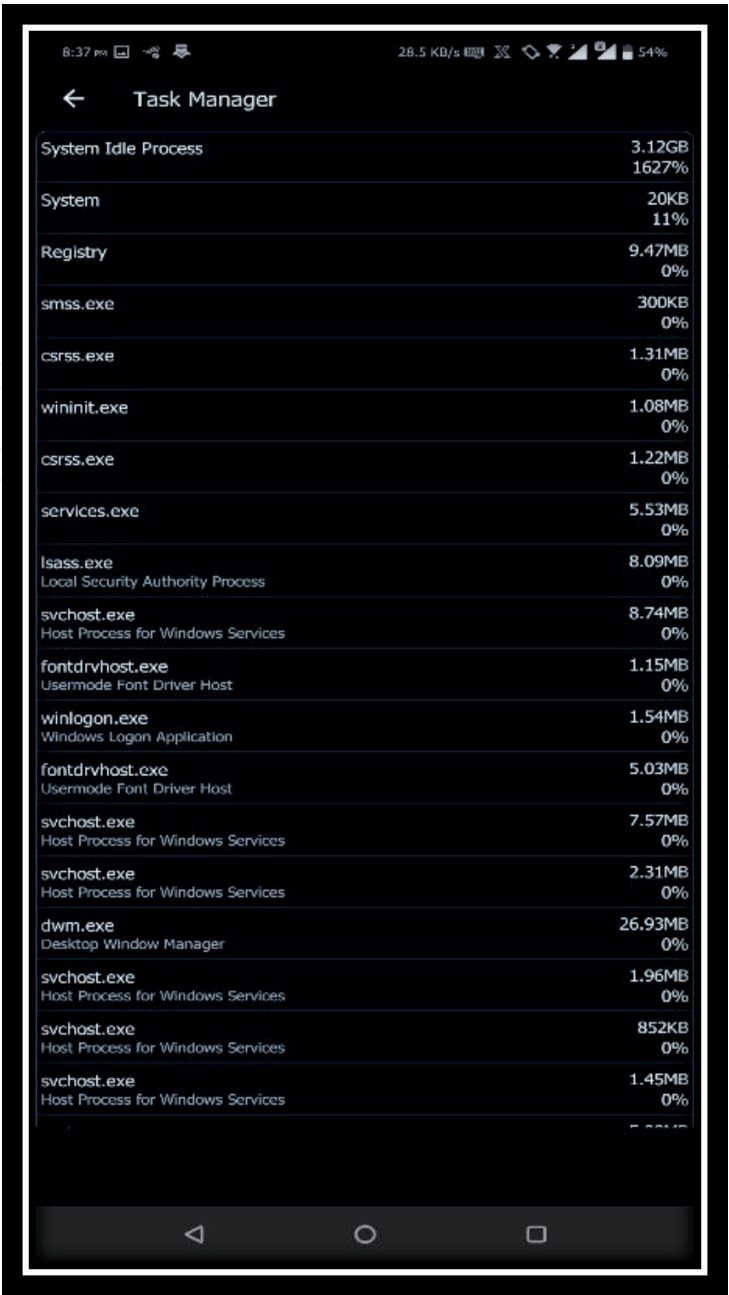 8:37 PM 28.5 KB/s 54%
Task Manager
System Idle Process 3.12GB
1627%
System 20KB
11%
Registry 9.47MB
0%
smss.exe 300KB
0%
csrss.exe 1.31MB
0%
wininit.exe 1.08MB
0%
csrss.exe 1.22MB
0%
services.exe 5.53MB
0%
lsass.exe 8.09MB
Local Security Authority Process 0%
svchost.exe 8.74MB
Host Process for Windows Services 0%
fontdrvhost.exe 1.15MB
Usermode Font Driver Host 0%
winlogon.exe 1.54MB
Windows Logon Application 0%
fontdrvhost.exe 5.03MB
Usermode Font Driver Host 0%
svchost.exe 7.57MB
Host Process for Windows Services 0%
svchost.exe 2.31MB
Host Process for Windows Services 0%
dwm.exe 26.93MB
Desktop Window Manager 0%
svchost.exe 1.96MB
Host Process for Windows Services 0%
svchost.exe 852KB
Host Process for Windows Services 0%
svchost.exe 1.45MB
Host Process for Windows Services 0%